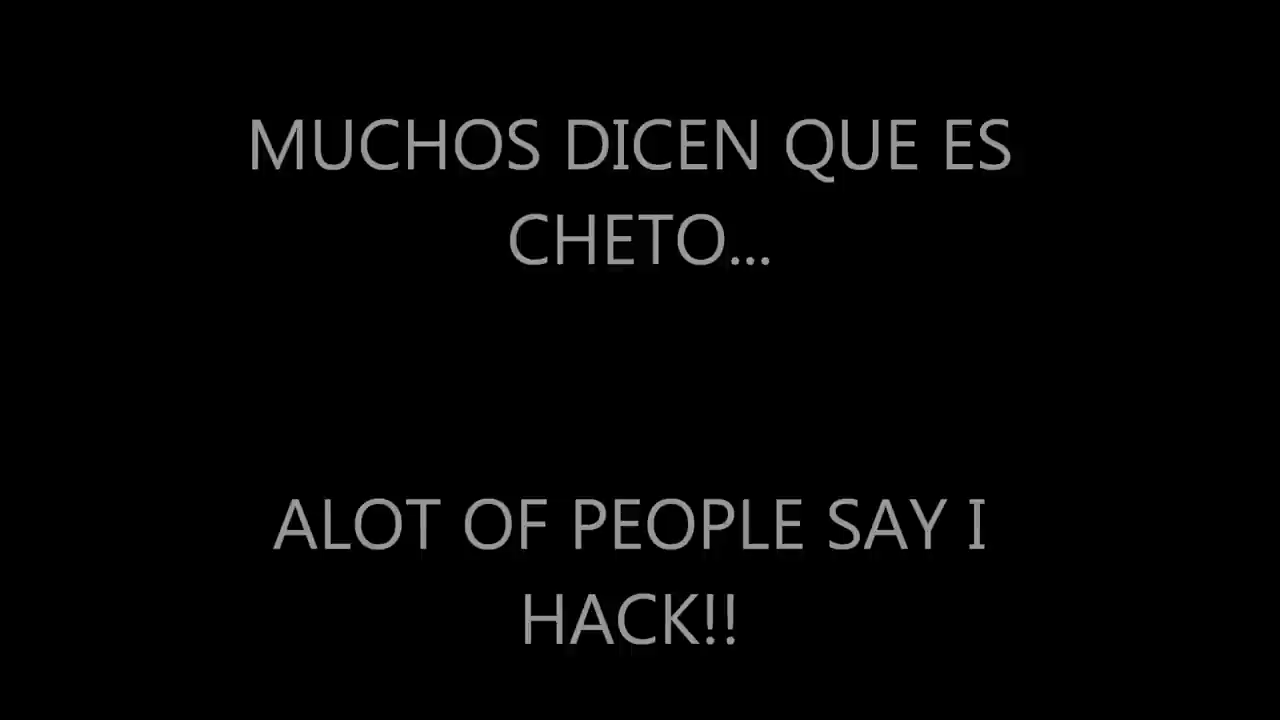 MUCHOS DICEN QUE ES
CHETO...
ALOT OF PEOPLE SAY I
HACK!!